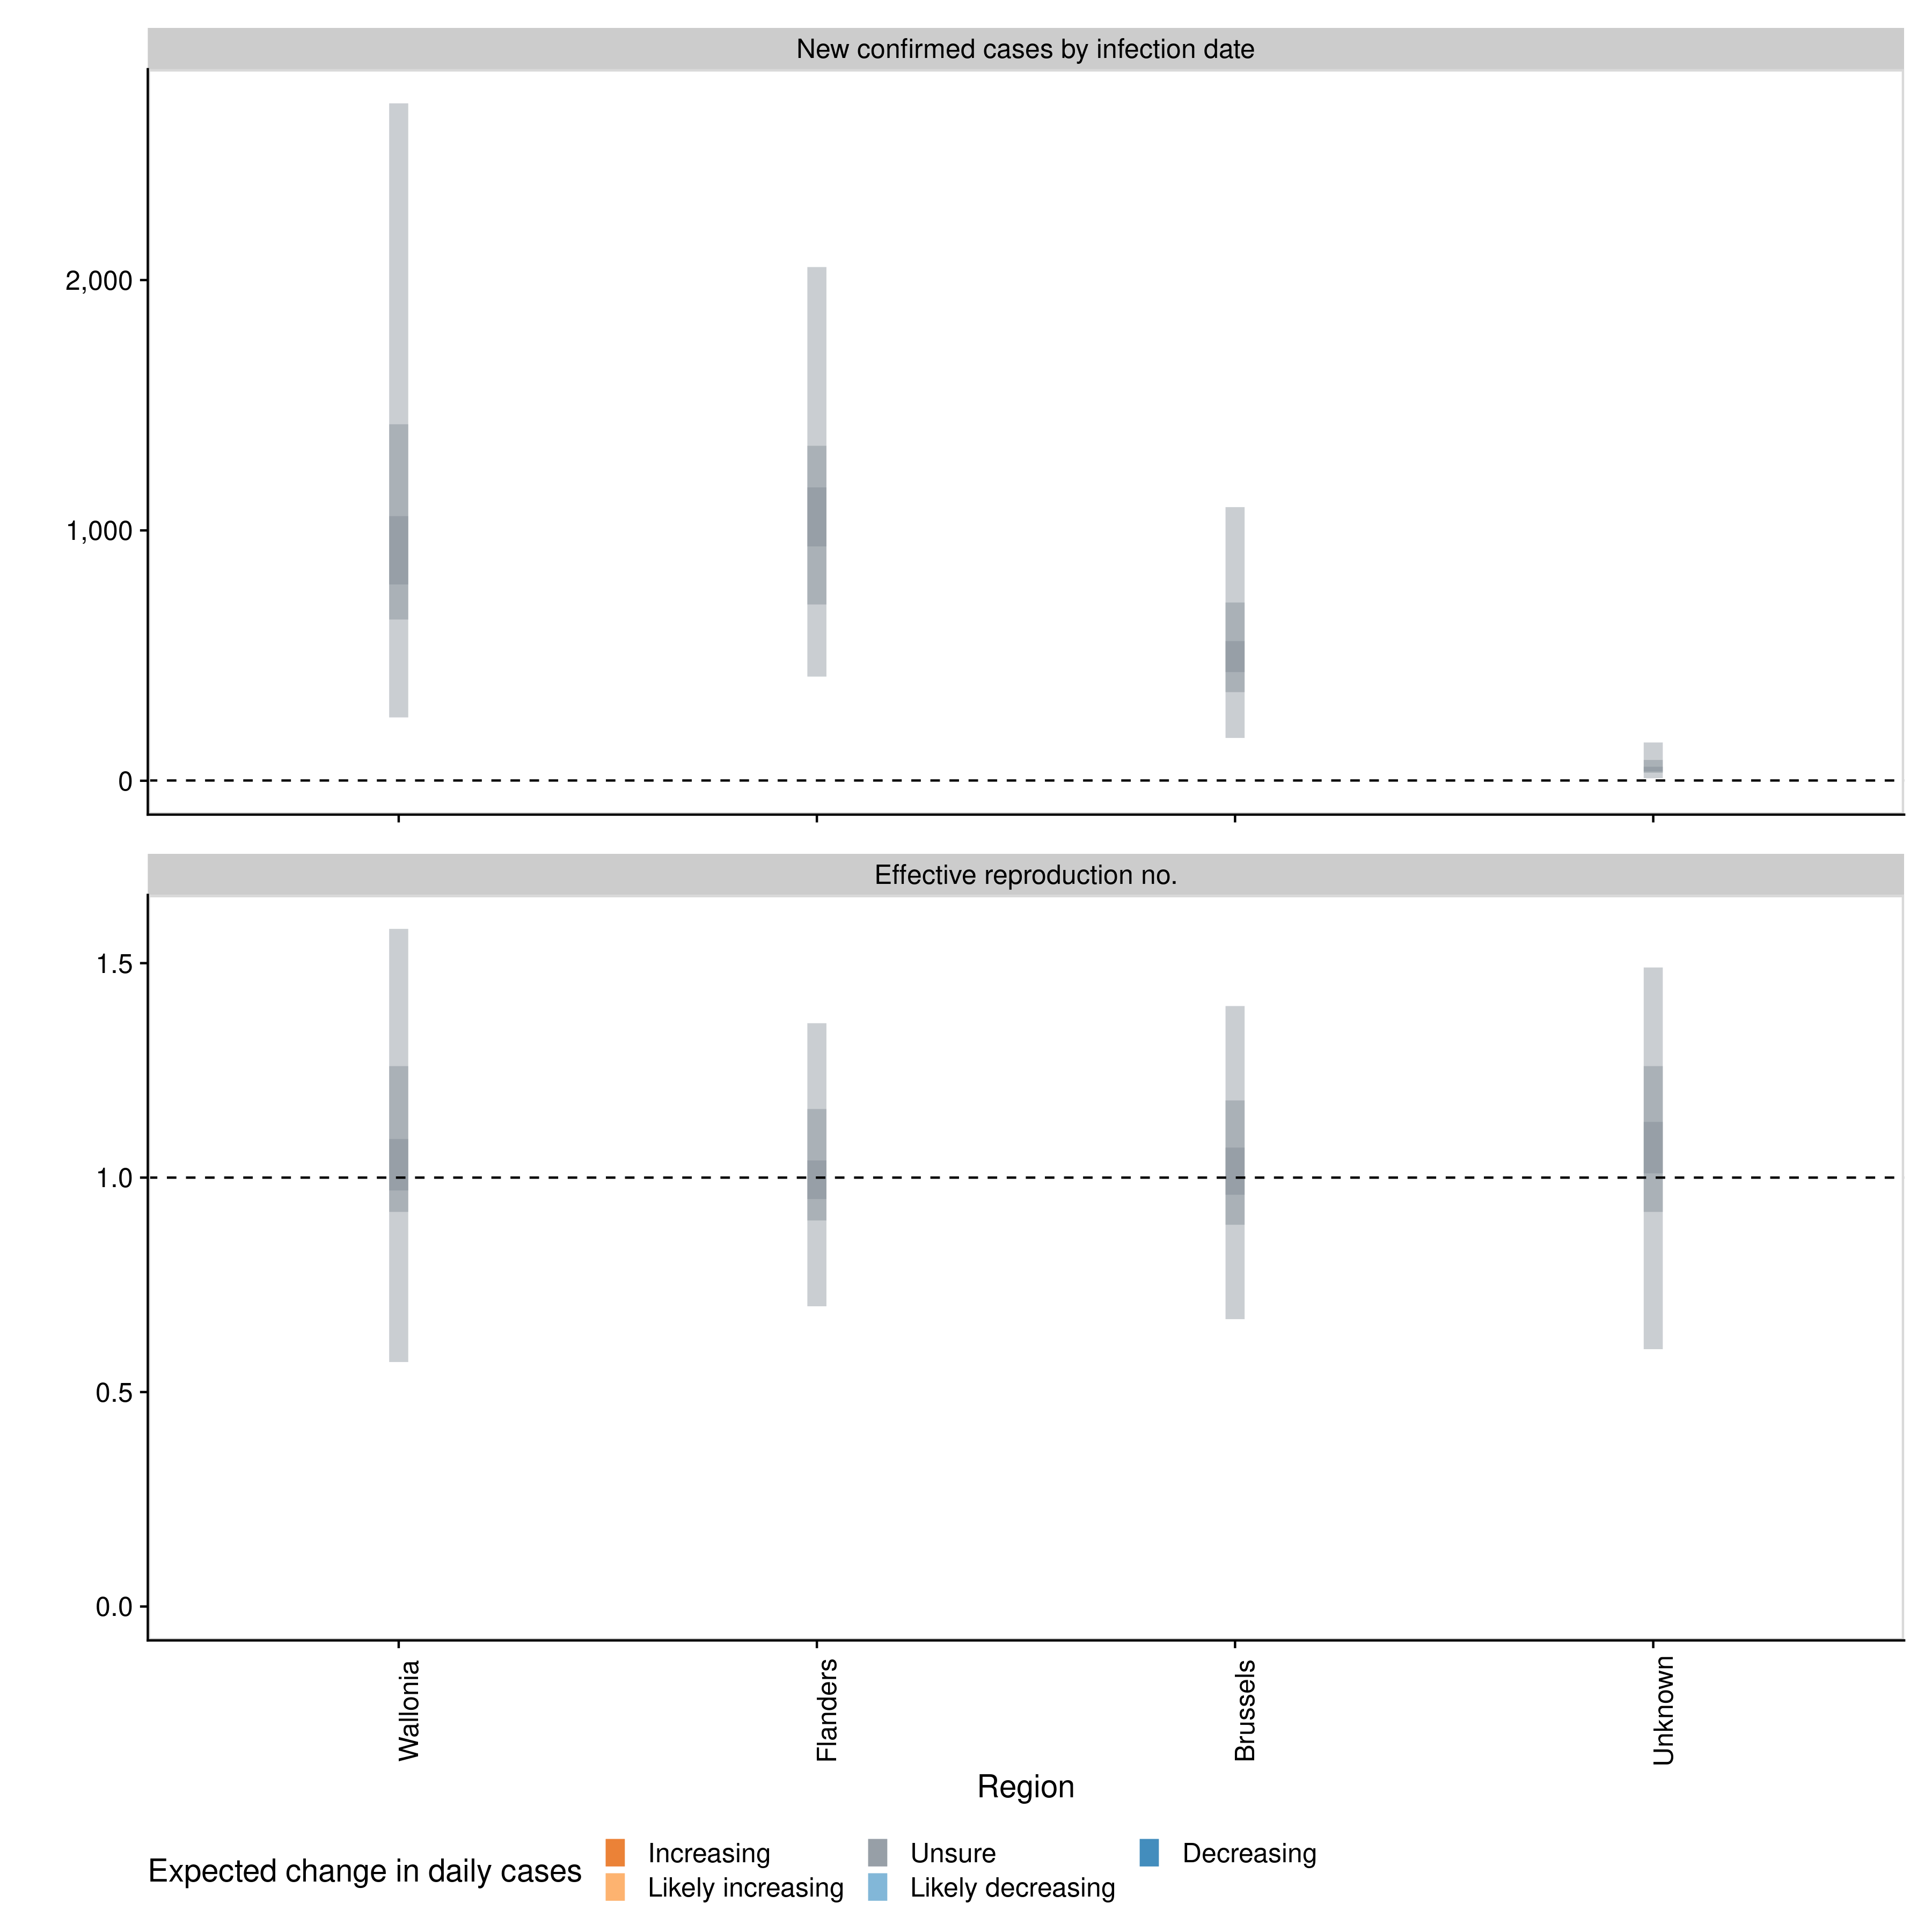 New confirmed cases by infection date
2,000
1,000
0
Effective reproduction no.
1.5
1.0
0.5
0.0
Wallonia
Flanders
Brussels
Unknown
Region
Expected change in daily cases
Increasing
Likely increasing
Unsure
Likely decreasing
Decreasing